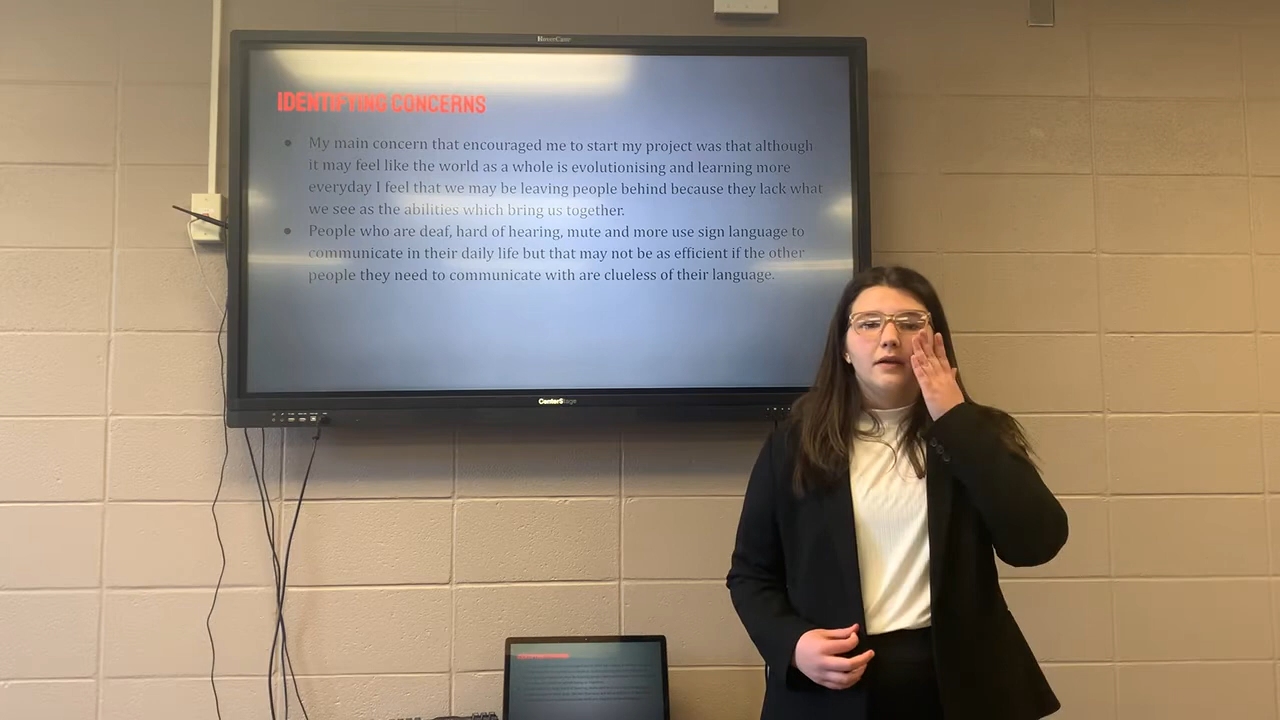 HoverCam
IDENTIFYING CONCERNS
● My main concern that encouraged me to start my project was that although
it may feel like the world as a whole is evolutionising and learning more
everyday I feel that we may be leaving people behind because they lack what
we see as the abilities which bring us together.
● People who are deaf, hard of hearing, mute and more use sign language to
communicate in their daily life but that may not be as efficient if the other
people they need to communicate with are clueless of their language.
CenterStage